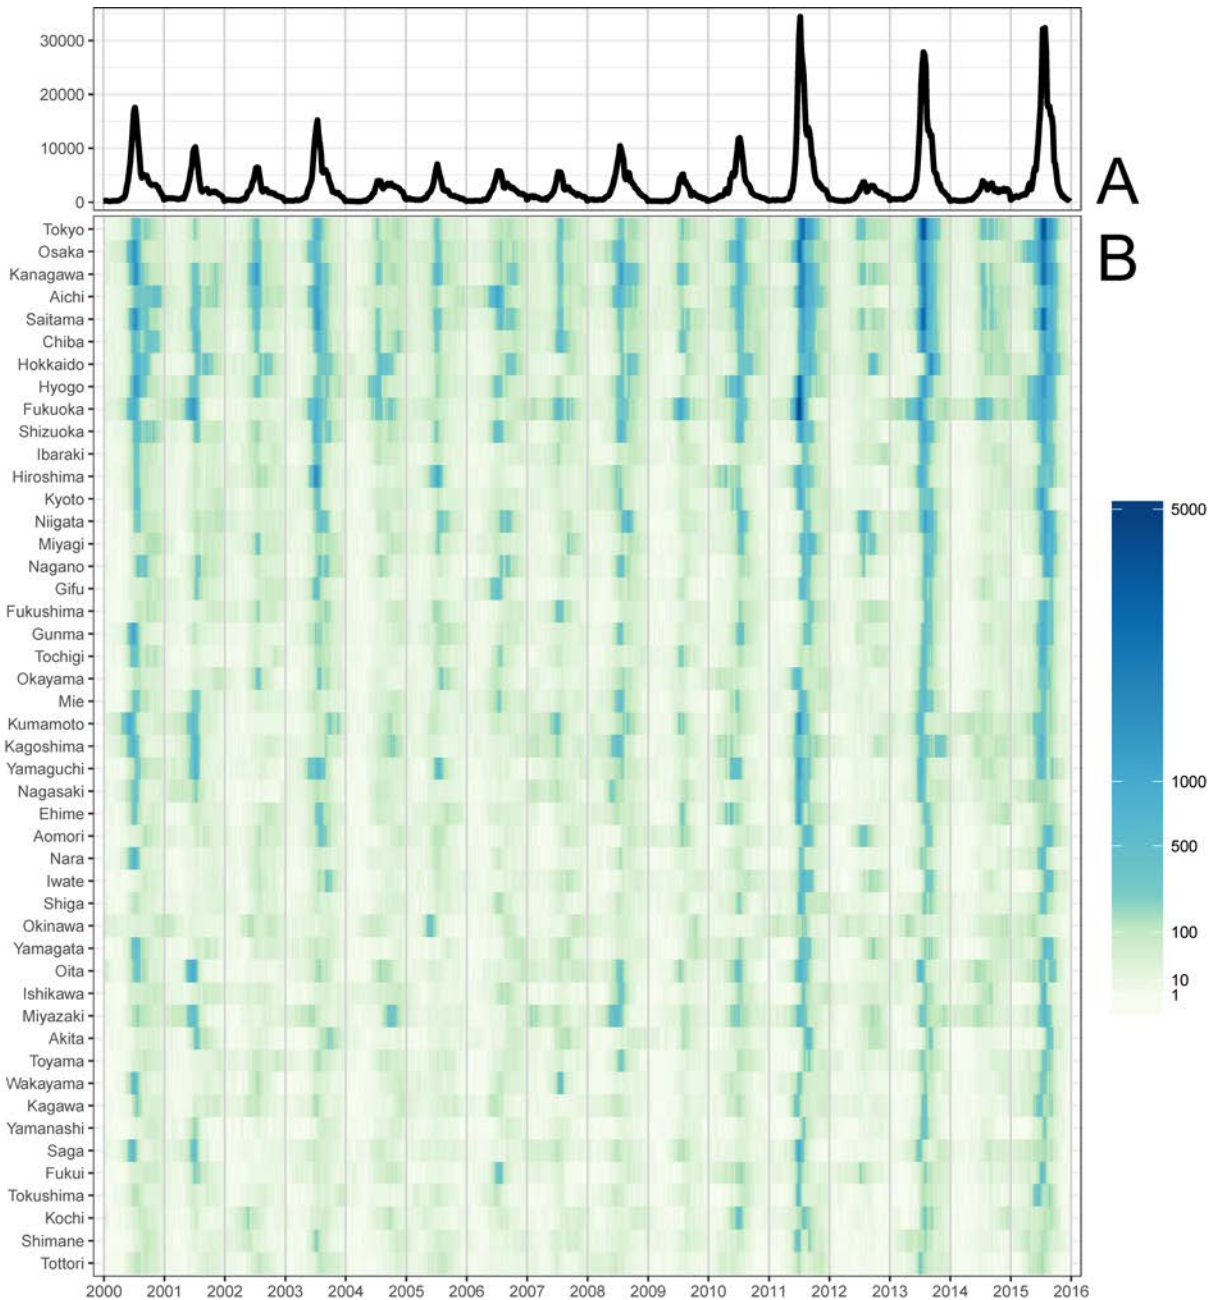 30000
20000
10000
0
A
B
Tokyo
Osaka
Kanagawa
Aichi
Saitama
Chiba
Hokkaido
Hyogo
Fukuoka
Shizuoka
Ibaraki
Hiroshima
Kyoto
Niigata
Miyagi
Nagano
Gifu
Fukushima
Gunma
Tochigi
Okayama
Mie
Kumamoto
Kagoshima
Yamaguchi
Nagasaki
Ehime
Aomori
Nara
Iwate
Shiga
Okinawa
Yamagata
Oita
Ishikawa
Miyazaki
Akita
Toyama
Wakayama
Kagawa
Yamanashi
Saga
Fukui
Tokushima
Kochi
Shimane
Tottori
5000
1000
500
100
10
1
2000 2001 2002 2003 2004 2005 2006 2007 2008 2009 2010 2011 2012 2013 2014 2015 2016